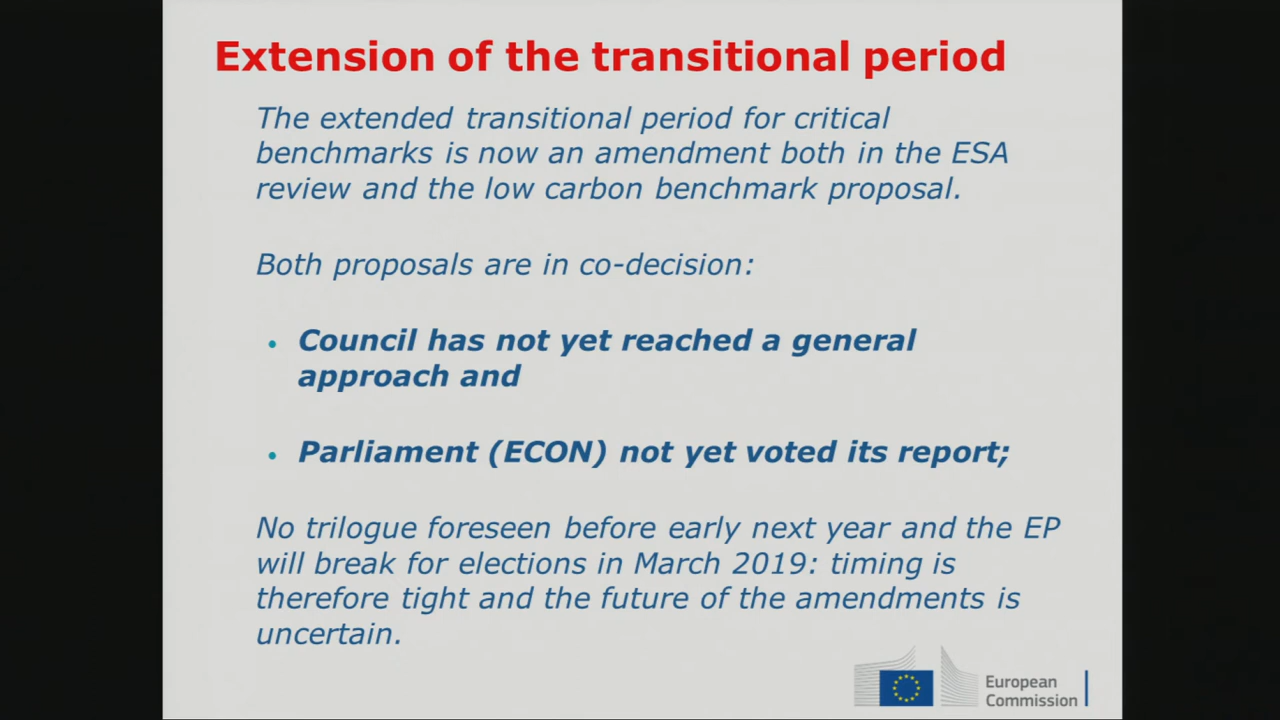 Extension of the transitional period
The extended transitional period for critical
benchmarks is now an amendment both in the ESA
review and the low carbon benchmark proposal.
Both proposals are in co-decision:
• Council has not yet reached a general
approach and
• Parliament (ECON) not yet voted its report;
No trilogue foreseen before early next year and the EP
will break for elections in March 2019: timing is
therefore tight and the future of the amendments is
uncertain.
European
Commission